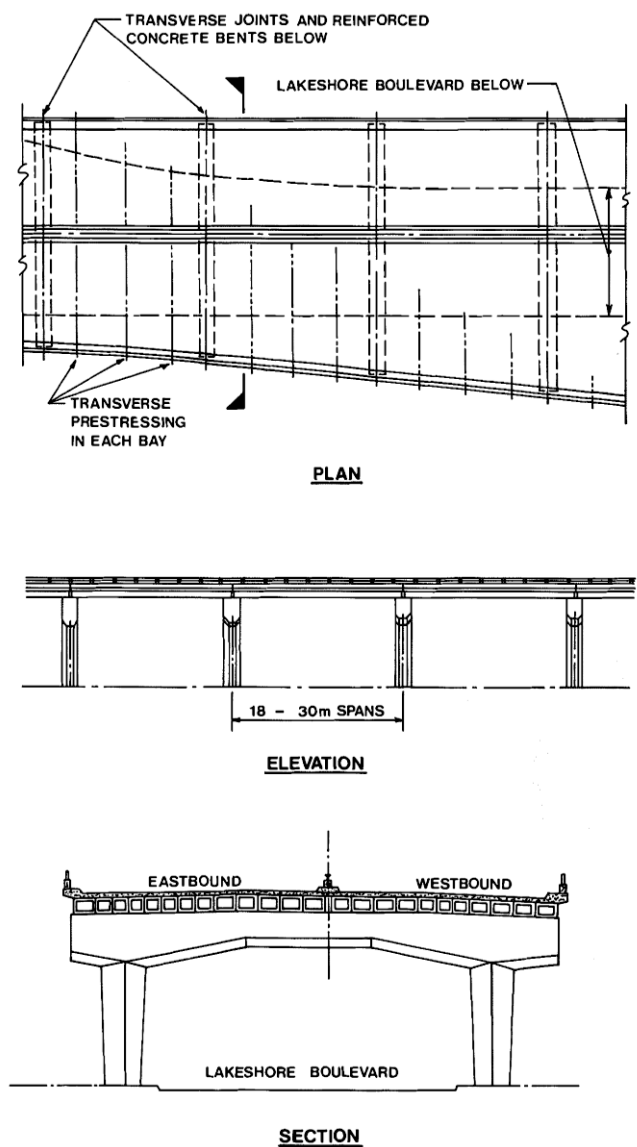 TRANSVERSE JOINTS AND REINFORCED
CONCRETE BENTS BELOW
LAKESHORE BOULEVARD BELOW
TRANSVERSE
PRESTRESSING
IN EACH BAY
PLAN
18 - 30m SPANS
ELEVATION
EASTBOUND
WESTBOUND
LAKESHORE BOULEVARD
SECTION